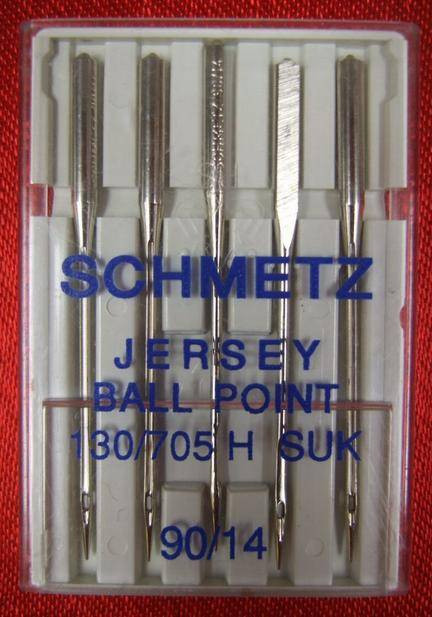 SCHMETZ
JERSEY
BALL POINT
130/705 H SUK
90/14